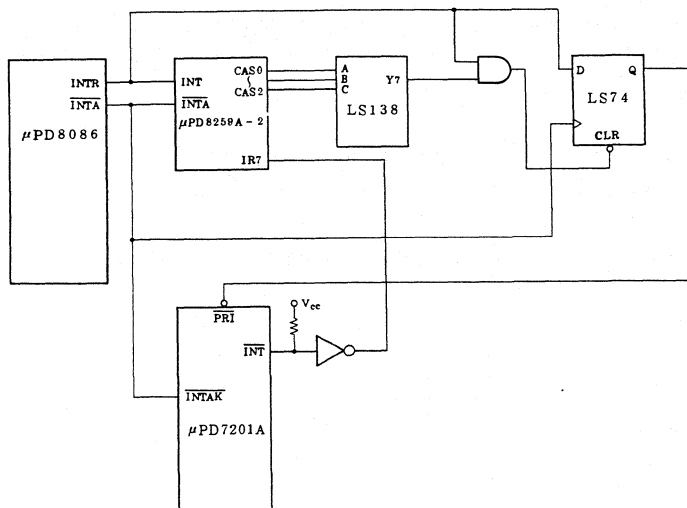 INTR
INTA
μPD8086
INT
INTA
CAS0
CAS2
μPD8259A-2
IR7
A
B
C
Y7
LS138
D
Q
LS74
CLR
PRI
Vcc
INT
INTAK
μPD7201A